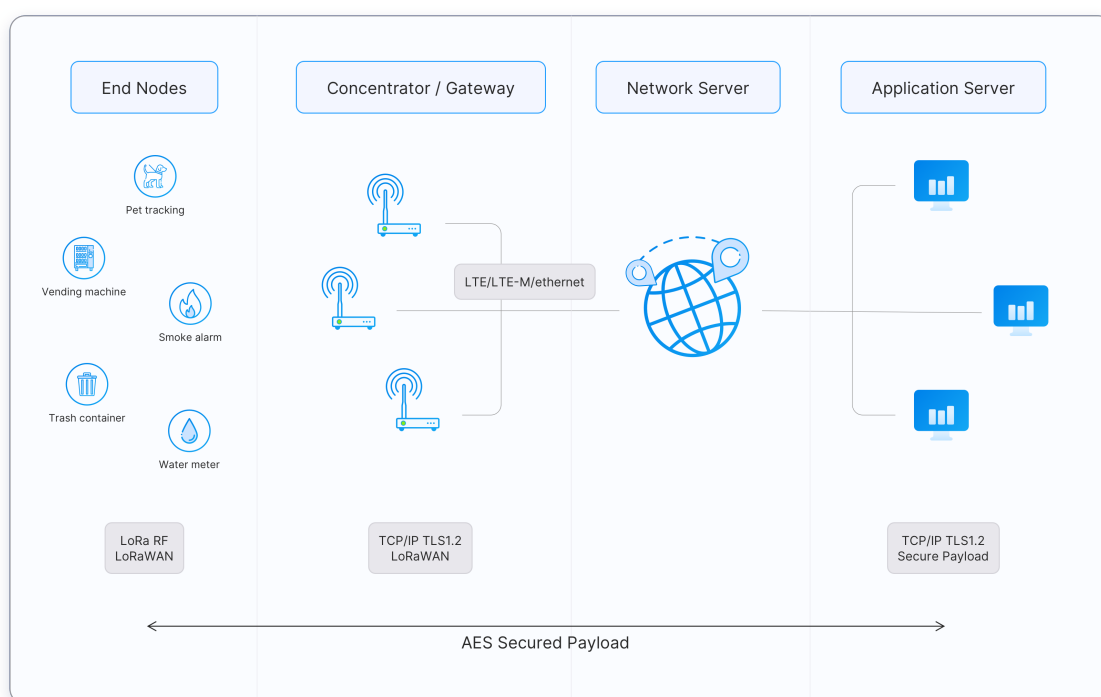 End Nodes
Concentrator / Gateway
Network Server
Application Server
Pet tracking
Vending machine
Smoke alarm
Trash container
Water meter
LTE/LTE-M/ethernet
LoRa RF
LoRaWAN
TCP/IP TLS1.2
LoRaWAN
TCP/IP TLS1.2
Secure Payload
AES Secured Payload